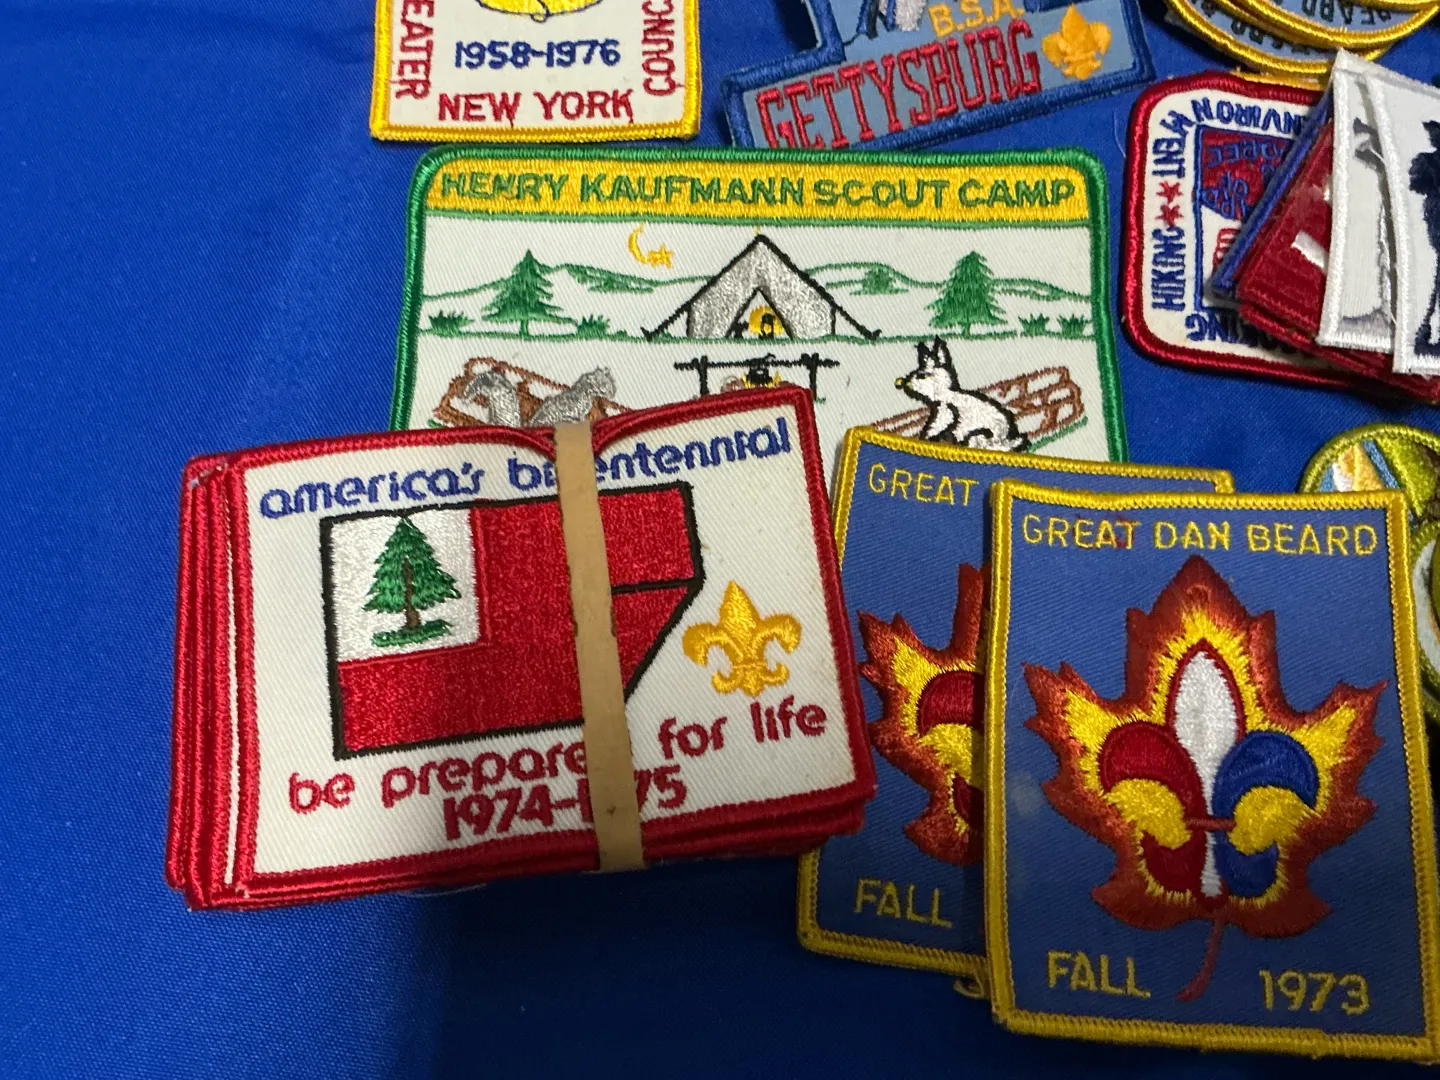 EATER
1958-1976
NEW YORK
COUNC
B.S.A.
GETTYSBURG
BEARD
HENRY KAUFMANN SCOUT CAMP
HIKING★★
america's bi entennial
be prepare for life
1974-1 75
GREAT
FALL
GREAT DAN BEARD
FALL 1973